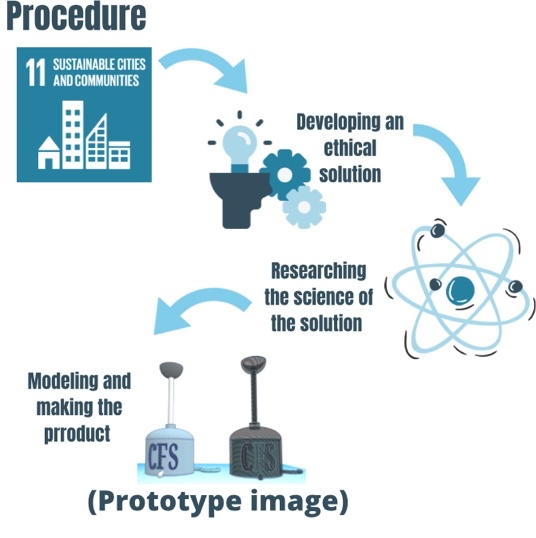 Procedure
11 SUSTAINABLE CITIES
AND COMMUNITIES
Developing an
ethical
solution
Researching
the science of
the solution
Modeling and
making the
prroduct
CFS
CFS
(Prototype image)